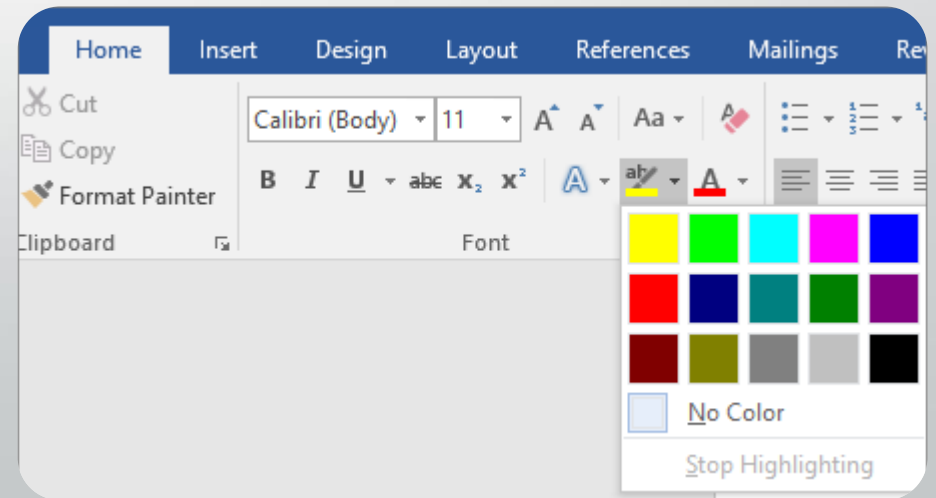 Home Insert Design Layout References Mailings Re
Cut
Calibri (Body) 11 A A Aa
Copy
B I U abc X₂ X² A ab A
Format Painter
Clipboard Font
No Color
Stop Highlighting